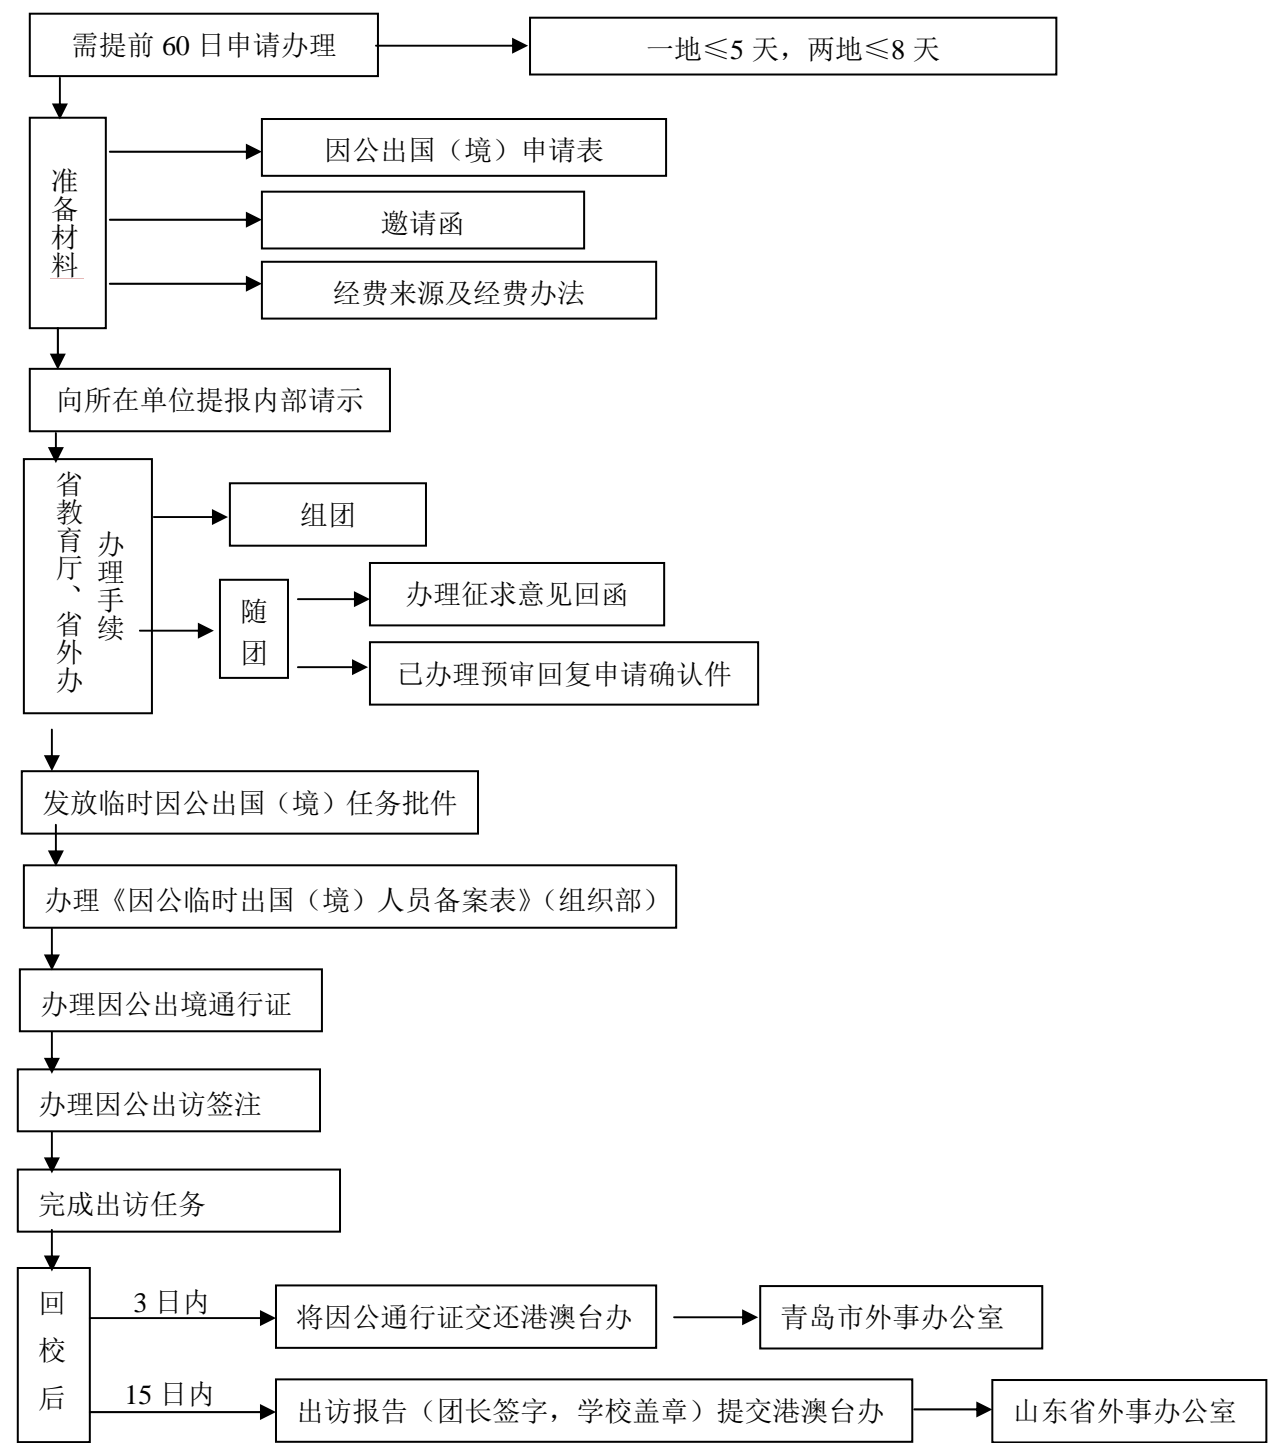 需提前 60 日申请办理
一地≤5 天，两地≤8 天
准备材料
因公出国（境）申请表
邀请函
经费来源及经费办法
向所在单位提报内部请示
省教育厅、省外办
办理手续
组团
随团
办理征求意见回函
已办理预审回复申请确认件
发放临时因公出国（境）任务批件
办理《因公临时出国（境）人员备案表》（组织部）
办理因公出境通行证
办理因公出访签注
完成出访任务
回校后
3 日内
将因公通行证交还港澳台办
青岛市外事办公室
15 日内
出访报告（团长签字，学校盖章）提交港澳台办
山东省外事办公室